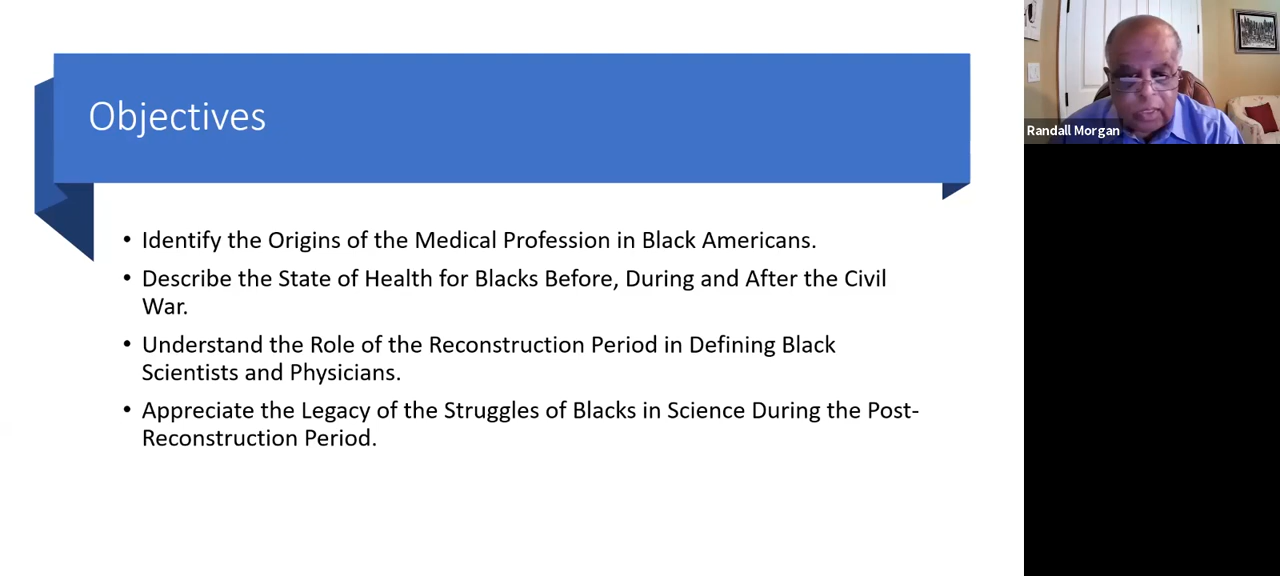 Objectives
• Identify the Origins of the Medical Profession in Black Americans.
• Describe the State of Health for Blacks Before, During and After the Civil
War.
• Understand the Role of the Reconstruction Period in Defining Black
Scientists and Physicians.
• Appreciate the Legacy of the Struggles of Blacks in Science During the Post-
Reconstruction Period.
Randall Morgan